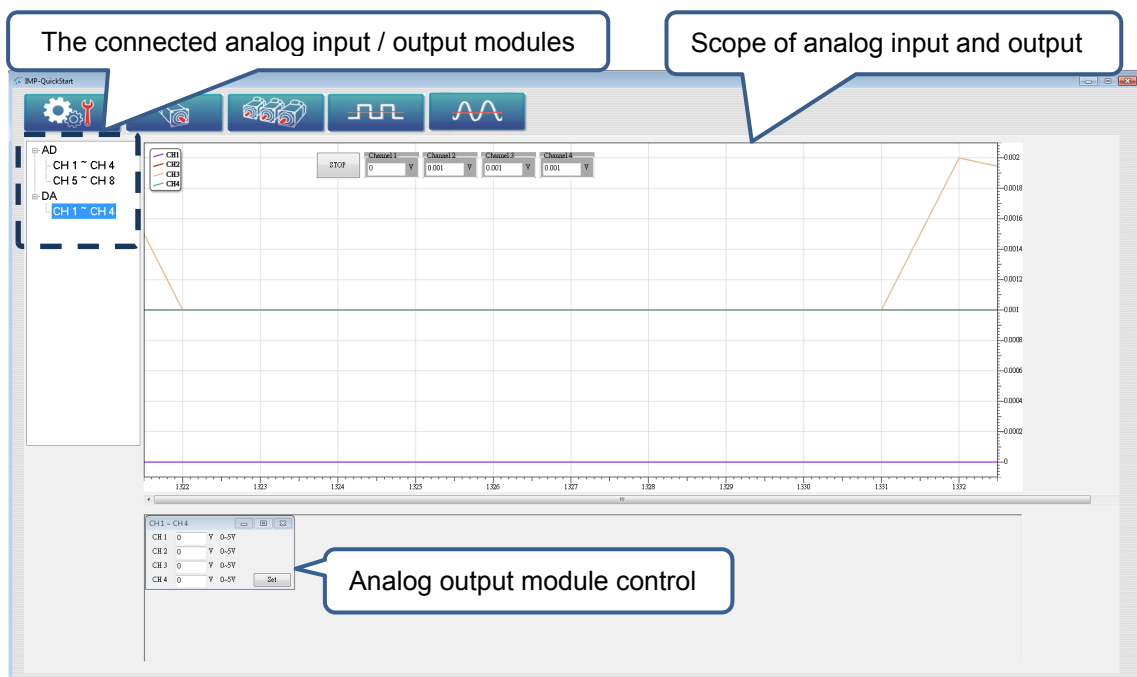 The connected analog input / output modules
Scope of analog input and output
IMP-QuickStart
AD
CH 1 ~ CH 4
CH 5 ~ CH 8
DA
CH 1 ~ CH 4
CH1
CH2
CH3
CH4
STOP
Channel 1
0 V
Channel 2
0.001 V
Channel 3
0.001 V
Channel 4
0.001 V
0.002
0.0018
0.0016
0.0014
0.0012
0.001
0.0008
0.0006
0.0004
0.0002
0
1322 1323 1324 1325 1326 1327 1328 1329 1330 1331 1332
CH 1 ~ CH 4
CH 1 0 V 0~5V
CH 2 0 V 0~5V
CH 3 0 V 0~5V
CH 4 0 V 0~5V Set
Analog output module control